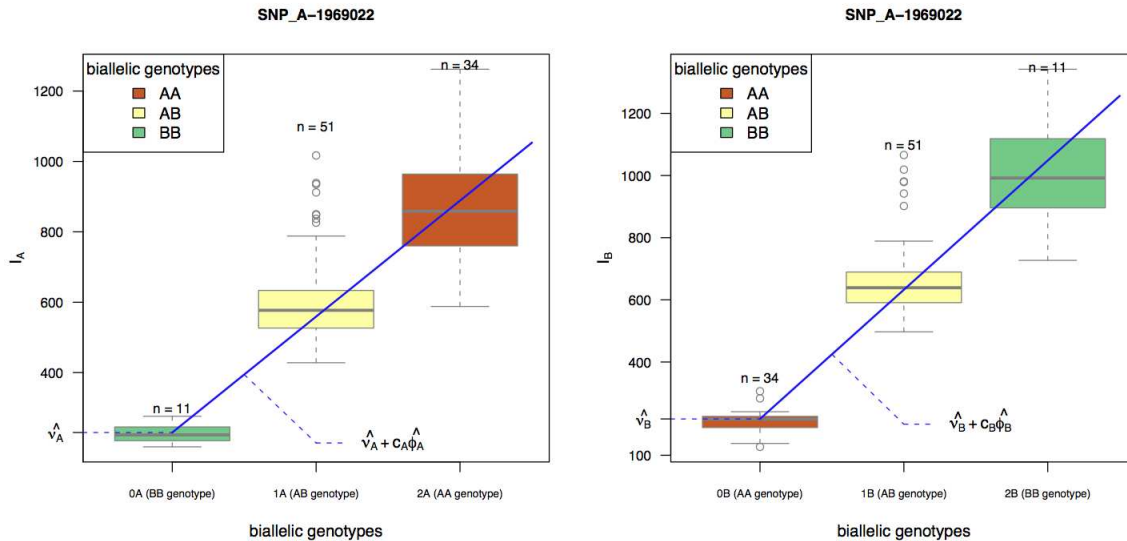 SNP_A−1969022
biallelic genotypes
AA
AB
BB
n = 34
n = 51
n = 11
1200
1000
800
600
400
I_A
ν̂_A
ν̂_A + c_Aϕ̂_A
0A (BB genotype)
1A (AB genotype)
2A (AA genotype)
biallelic genotypes
SNP_A−1969022
biallelic genotypes
AA
AB
BB
n = 11
n = 51
n = 34
1200
1000
800
600
400
100
I_B
ν̂_B
ν̂_B + c_Bϕ̂_B
0B (AA genotype)
1B (AB genotype)
2B (BB genotype)
biallelic genotypes